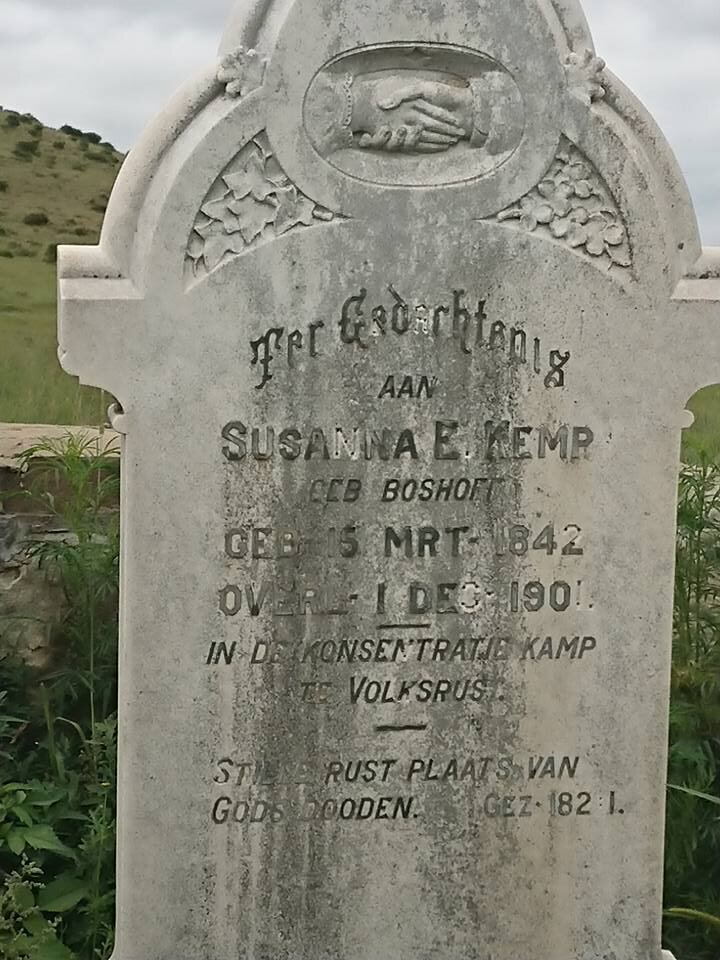 Ter Gedachtenis
AAN
SUSANNA E. KEMP
GEB BOSHOFF
GEB- 15 MRT- 1842
OVERL- 1 DEC- 1901.
IN DE KONSENTRATIE KAMP
TE VOLKSRUST.
STILLE RUST PLAATS VAN
GODS DOODEN. GEZ. 182 : 1.